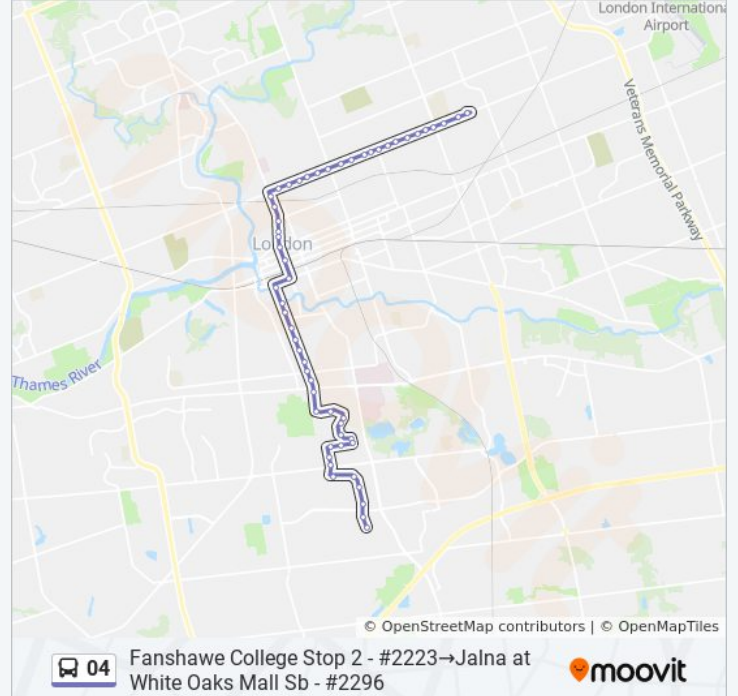 London Internationa
Airport
Veterans Memorial Parkway
London
Thames River
© OpenStreetMap contributors | © OpenMapTiles
04
Fanshawe College Stop 2 - #2223→Jalna at
White Oaks Mall Sb - #2296
moovit